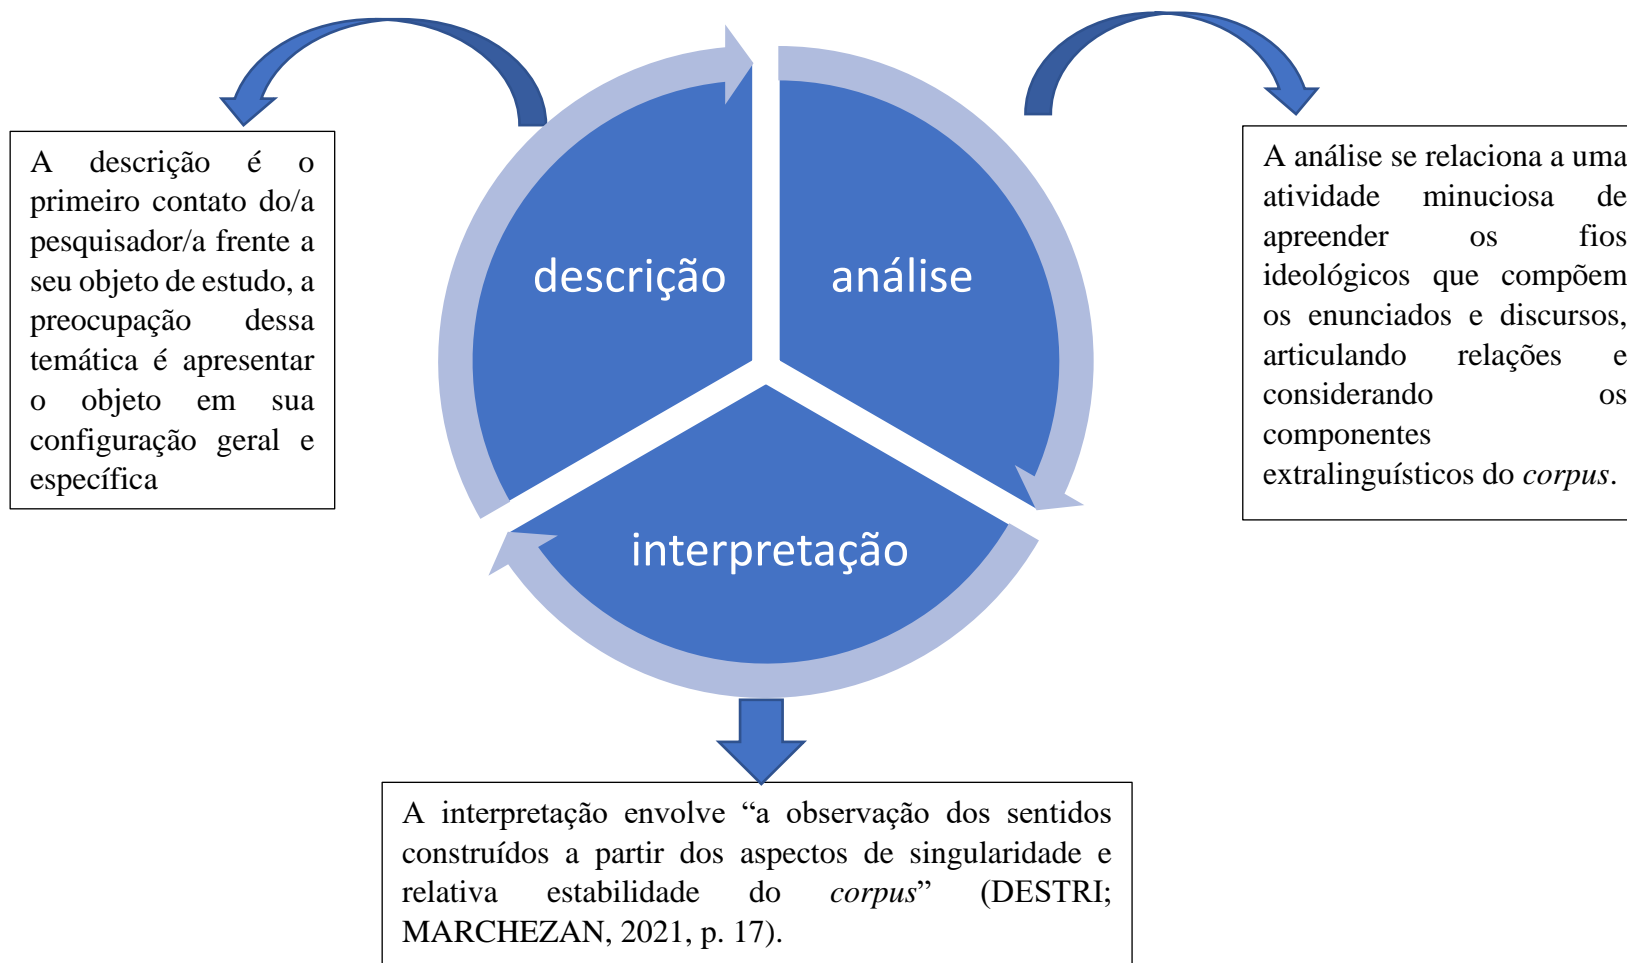 descrição
análise
interpretação
A descrição é o
primeiro contato do/a
pesquisador/a frente a
seu objeto de estudo, a
preocupação dessa
temática é apresentar
o objeto em sua
configuração geral e
específica
A análise se relaciona a uma
atividade minuciosa de
apreender os fios
ideológicos que compõem
os enunciados e discursos,
articulando relações e
considerando os
componentes
extralinguísticos do corpus.
A interpretação envolve “a observação dos sentidos
construídos a partir dos aspectos de singularidade e
relativa estabilidade do corpus” (DESTRI;
MARCHEZAN, 2021, p. 17).